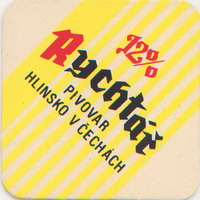 12%
Rychtář
PIVOVAR
HLINSKO V ČECHÁCH